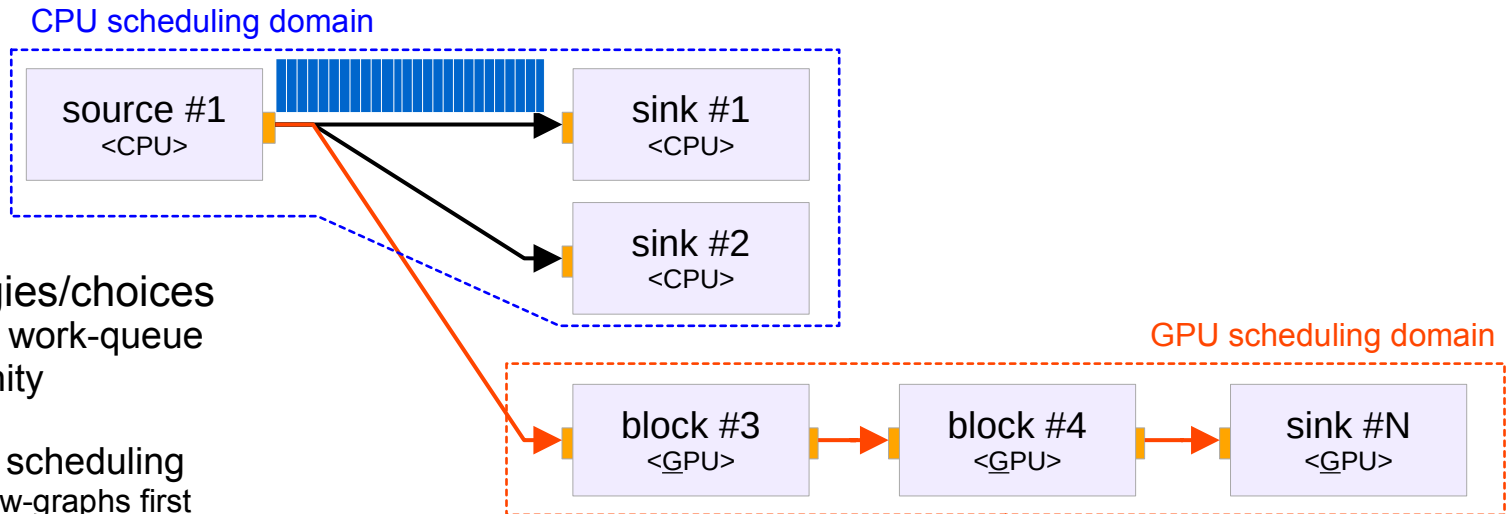 CPU scheduling domain
source #1
<CPU>
sink #1
<CPU>
sink #2
<CPU>
gies/choices
work-queue
nity
scheduling
w-graphs first
GPU scheduling domain
block #3
<GPU>
block #4
<GPU>
sink #N
<GPU>